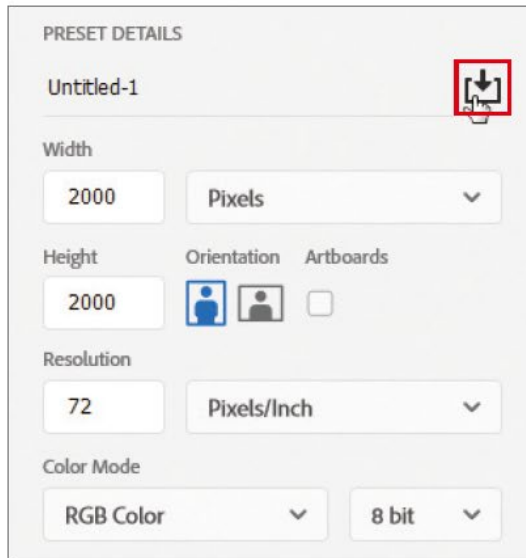 PRESET DETAILS
Untitled-1
Width
2000 Pixels
Height Orientation Artboards
2000
Resolution
72 Pixels/Inch
Color Mode
RGB Color 8 bit